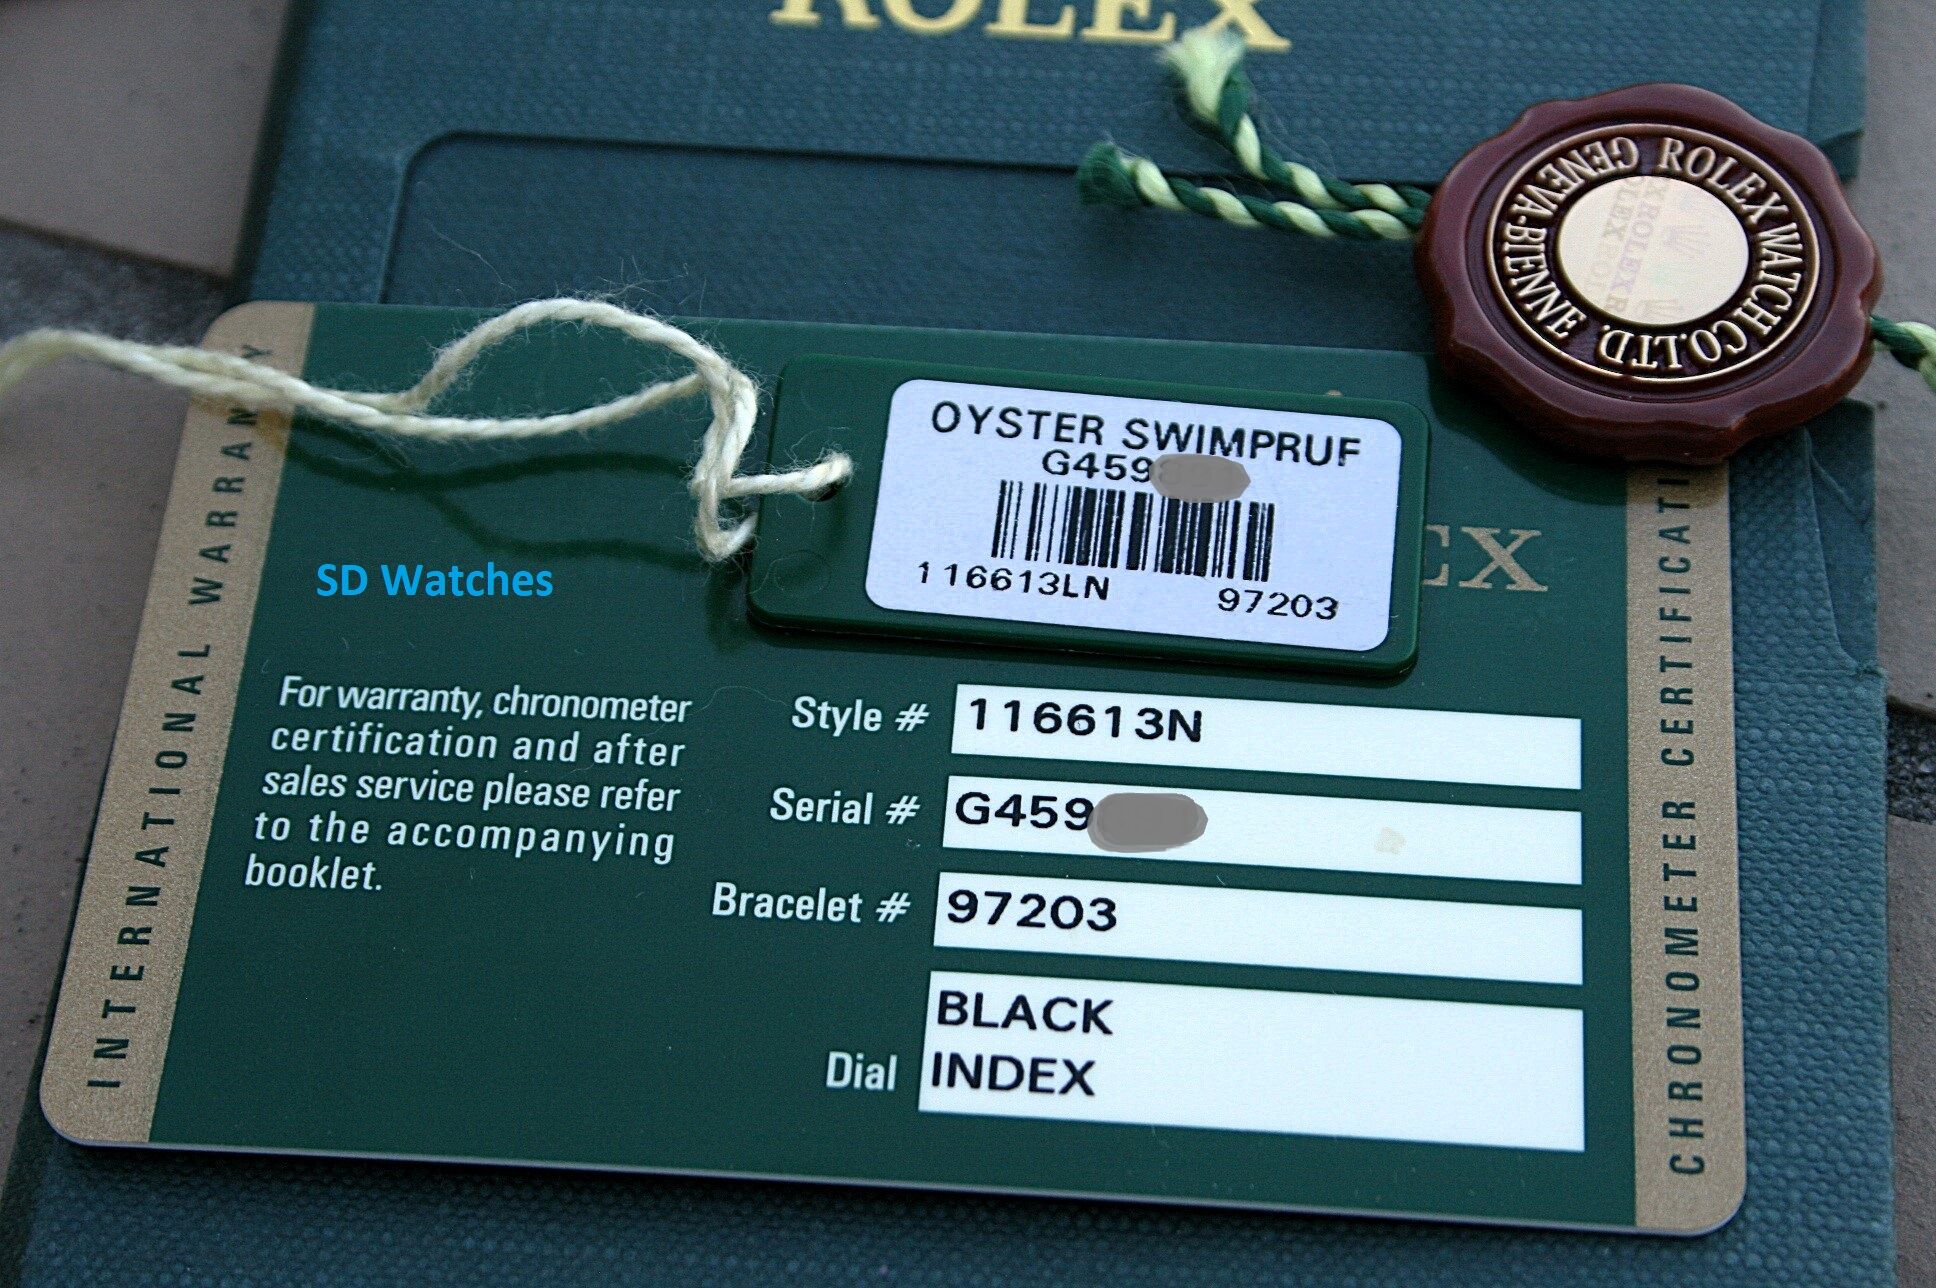 ROLEX
ROLEX WATCH CO.LTD. GENEVA-BIENNE
OYSTER SWIMPRUF
G459
116613LN 97203
EX
SD Watches
INTERNATIONAL WARRANTY
For warranty, chronometer
certification and after
sales service please refer
to the accompanying
booklet.
Style # 116613N
Serial # G459
Bracelet # 97203
Dial BLACK
INDEX
CHRONOMETER CERTIFICATI